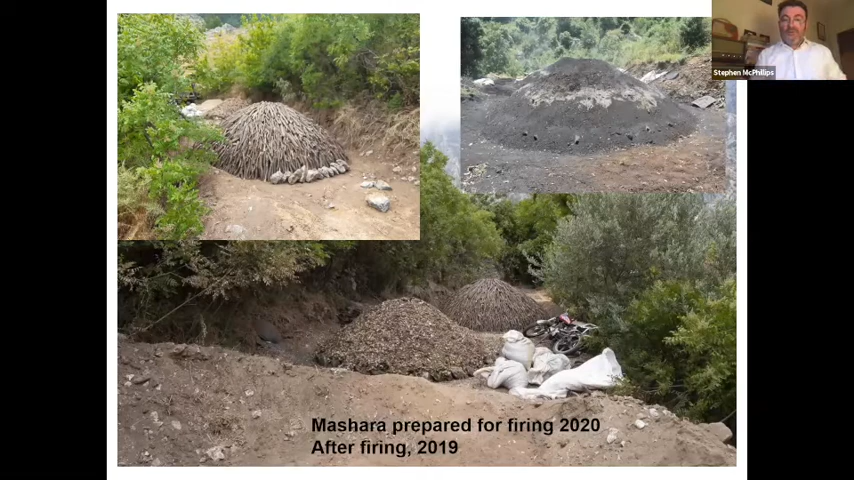 Stephen McPhilips
Mashara prepared for firing 2020
After firing, 2019